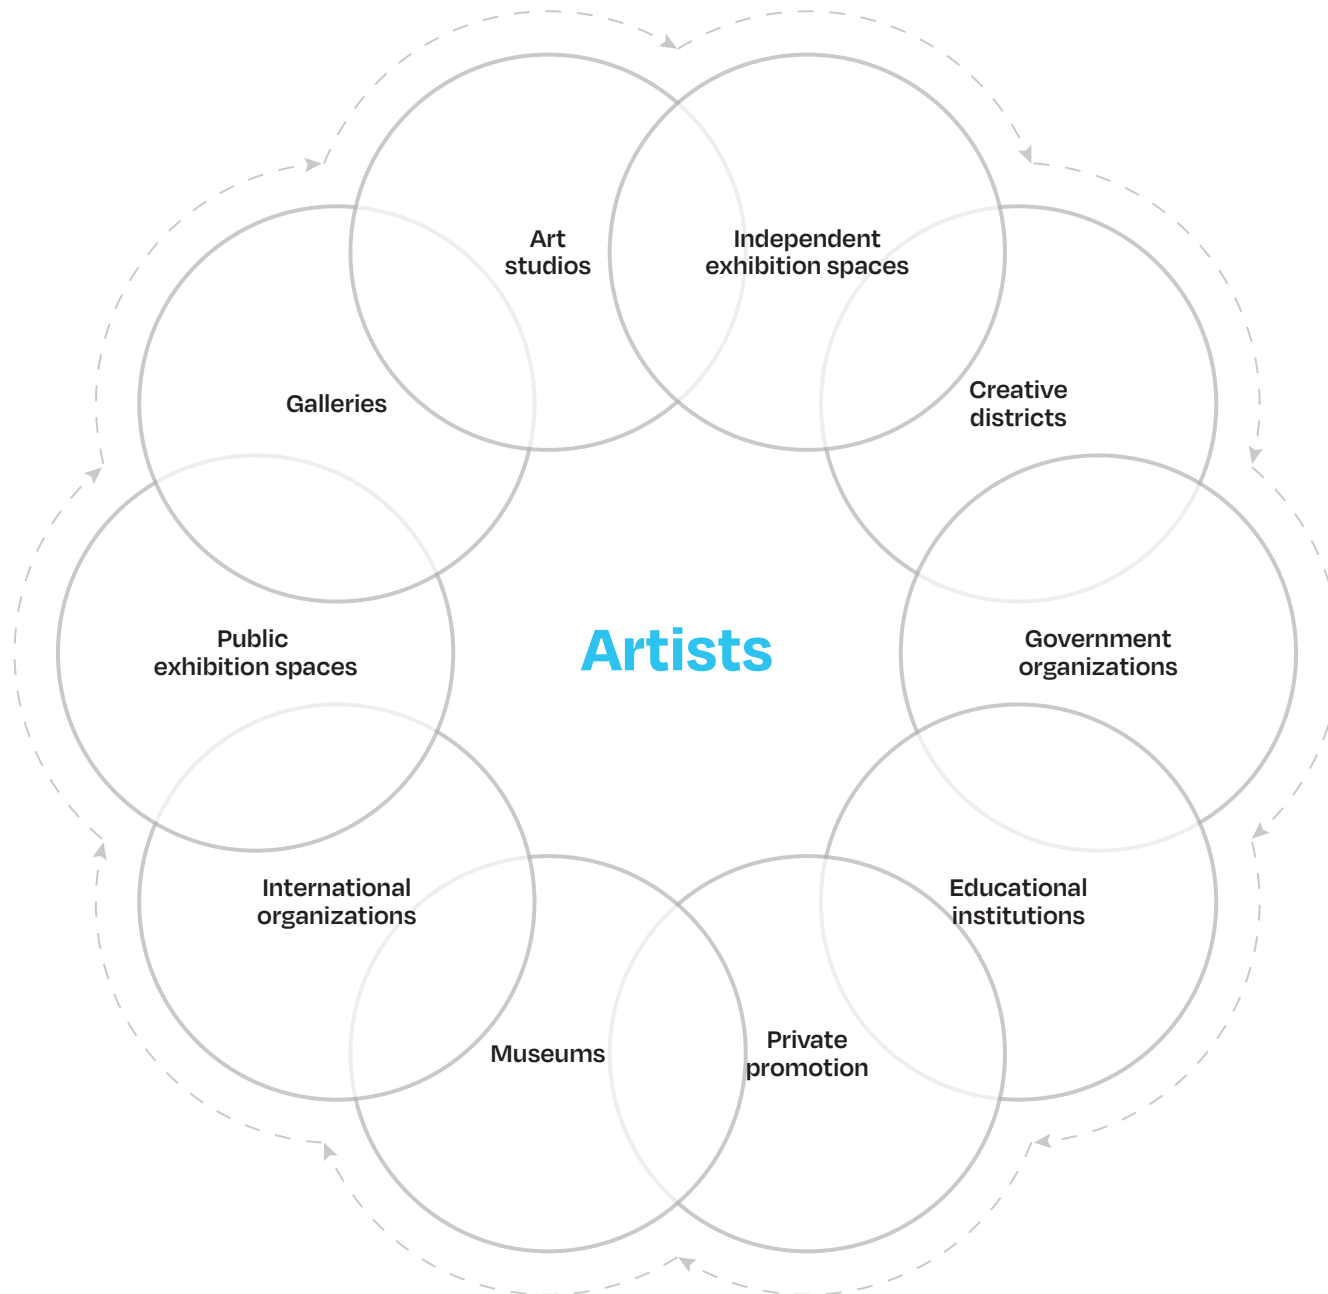 Art
studios
Independent
exhibition spaces
Galleries
Creative
districts
Public
exhibition spaces
Artists
Government
organizations
International
organizations
Educational
institutions
Museums
Private
promotion